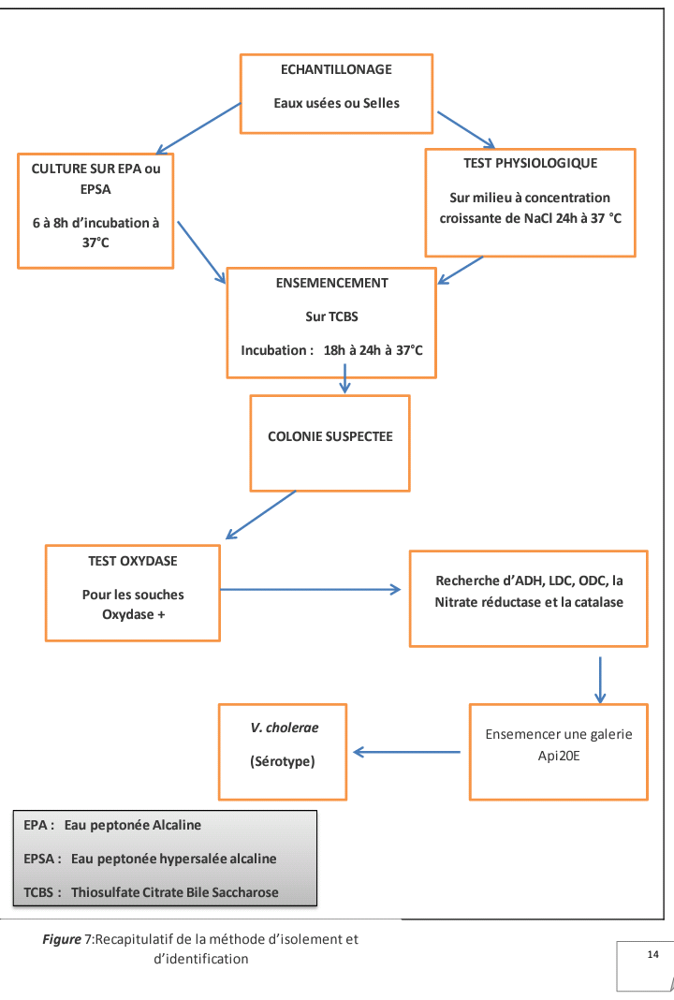 ECHANTILLONAGE
Eaux usées ou Selles
CULTURE SUR EPA ou
EPSA
6 à 8h d'incubation à
37°C
TEST PHYSIOLOGIQUE
Sur milieu à concentration
croissante de NaCl 24h à 37 °C
ENSEMENCEMENT
Sur TCBS
Incubation : 18h à 24h à 37°C
COLONIE SUSPECTEE
TEST OXYDASE
Pour les souches
Oxydase +
Recherche d'ADH, LDC, ODC, la
Nitrate réductase et la catalase
Ensemencer une galerie
Api20E
V. cholerae
(Sérotype)
EPA : Eau peptonée Alcaline
EPSA : Eau peptonée hypersalée alcaline
TCBS : Thiosulfate Citrate Bile Saccharose
Figure 7:Recapitulatif de la méthode d'isolement et
d'identification
14